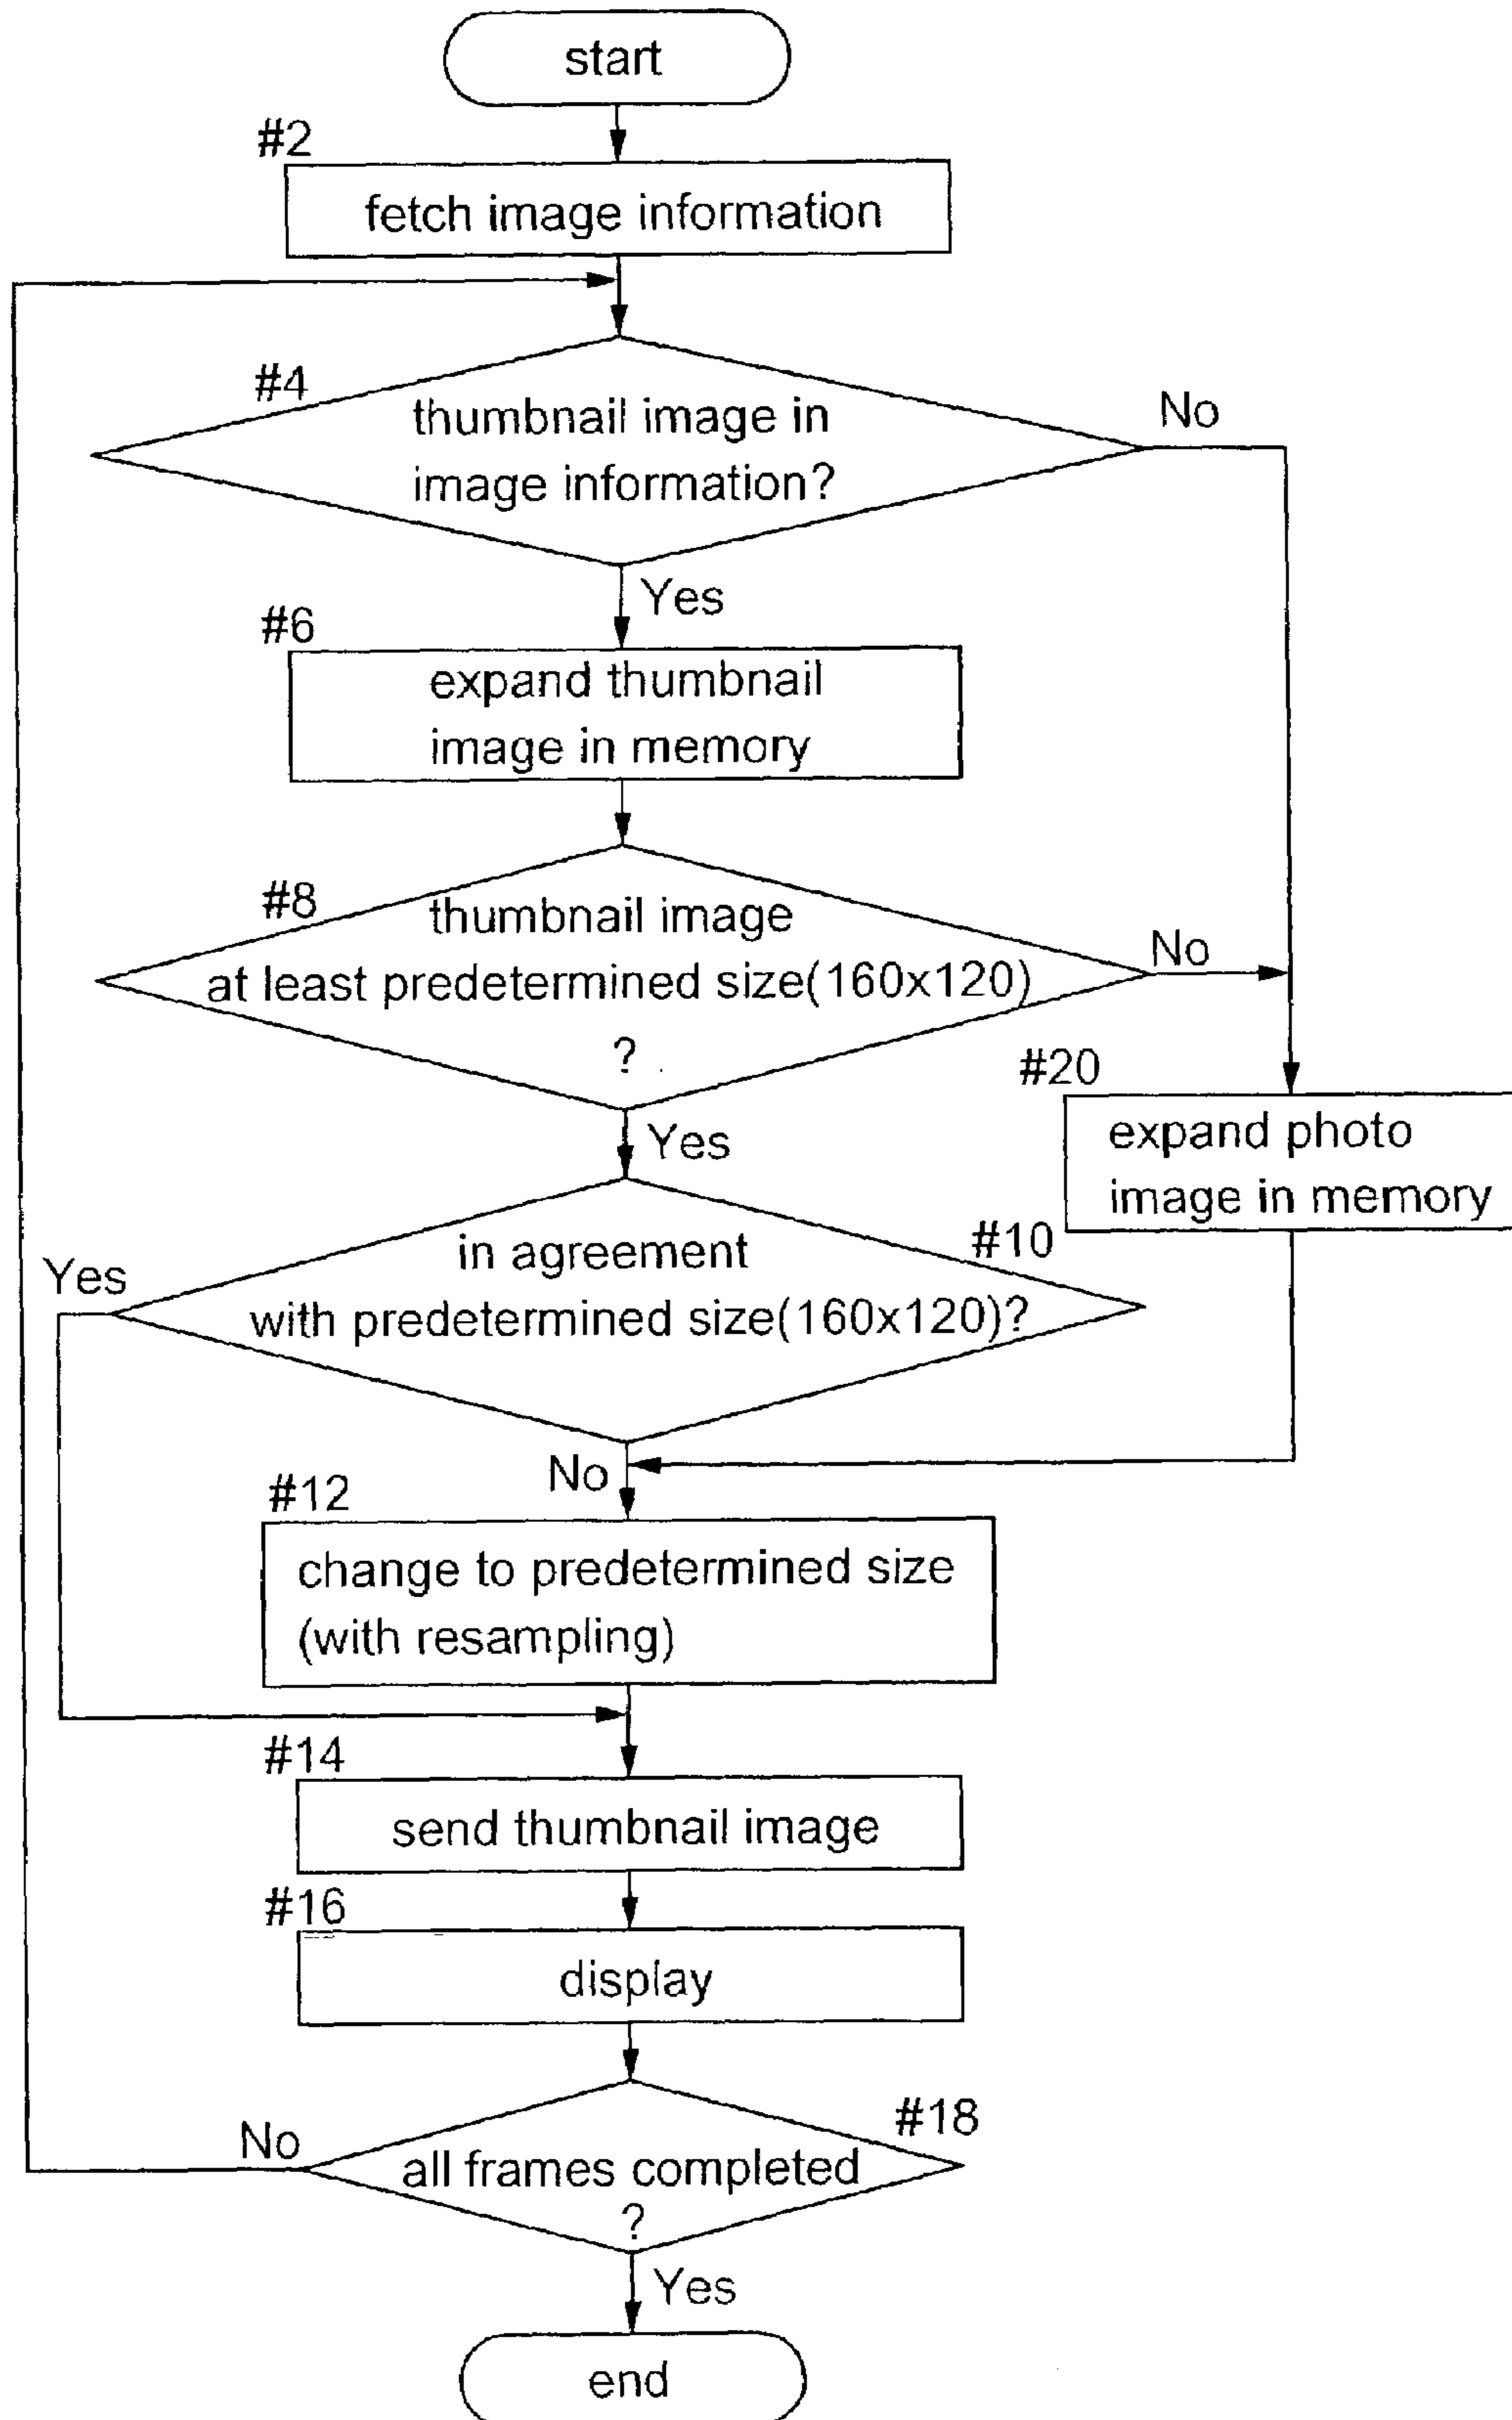 start
#2
fetch image information
#4
thumbnail image in
image information?
No
Yes
#6
expand thumbnail
image in memory
#8
thumbnail image
at least predetermined size(160x120)
?
No
Yes
#20
expand photo
image in memory
#10
in agreement
with predetermined size(160x120)?
Yes
No
#12
change to predetermined size
(with resampling)
#14
send thumbnail image
#16
display
#18
all frames completed
?
No
Yes
end